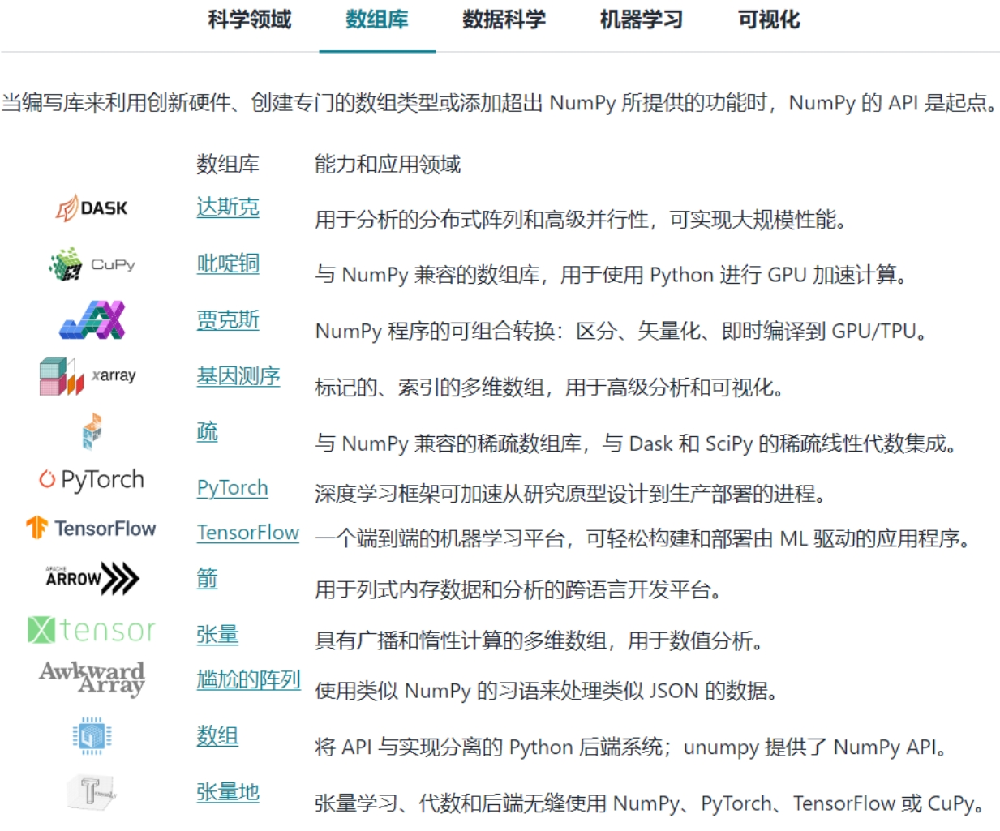 科学领域 数组库 数据科学 机器学习 可视化
当编写库来利用创新硬件、创建专门的数组类型或添加超出 NumPy 所提供的功能时，NumPy 的 API 是起点。
数组库 能力和应用领域
DASK 达斯克 用于分析的分布式阵列和高级并行性，可实现大规模性能。
CuPy 吡啶铜 与 NumPy 兼容的数组库，用于使用 Python 进行 GPU 加速计算。
JAX 贾克斯 NumPy 程序的可组合转换：区分、矢量化、即时编译到 GPU/TPU。
xarray 基因测序 标记的、索引的多维数组，用于高级分析和可视化。
疏 与 NumPy 兼容的稀疏数组库，与 Dask 和 SciPy 的稀疏线性代数集成。
PyTorch PyTorch 深度学习框架可加速从研究原型设计到生产部署的进程。
TensorFlow TensorFlow 一个端到端的机器学习平台，可轻松构建和部署由 ML 驱动的应用程序。
APACHE ARROW 箭 用于列式内存数据和分析的跨语言开发平台。
Xtensor 张量 具有广播和惰性计算的多维数组，用于数值分析。
Awkward Array 尴尬的阵列 使用类似 NumPy 的习语来处理类似 JSON 的数据。
数组 将 API 与实现分离的 Python 后端系统；unumpy 提供了 NumPy API。
TensorLy 张量地 张量学习、代数和后端无缝使用 NumPy、PyTorch、TensorFlow 或 CuPy。